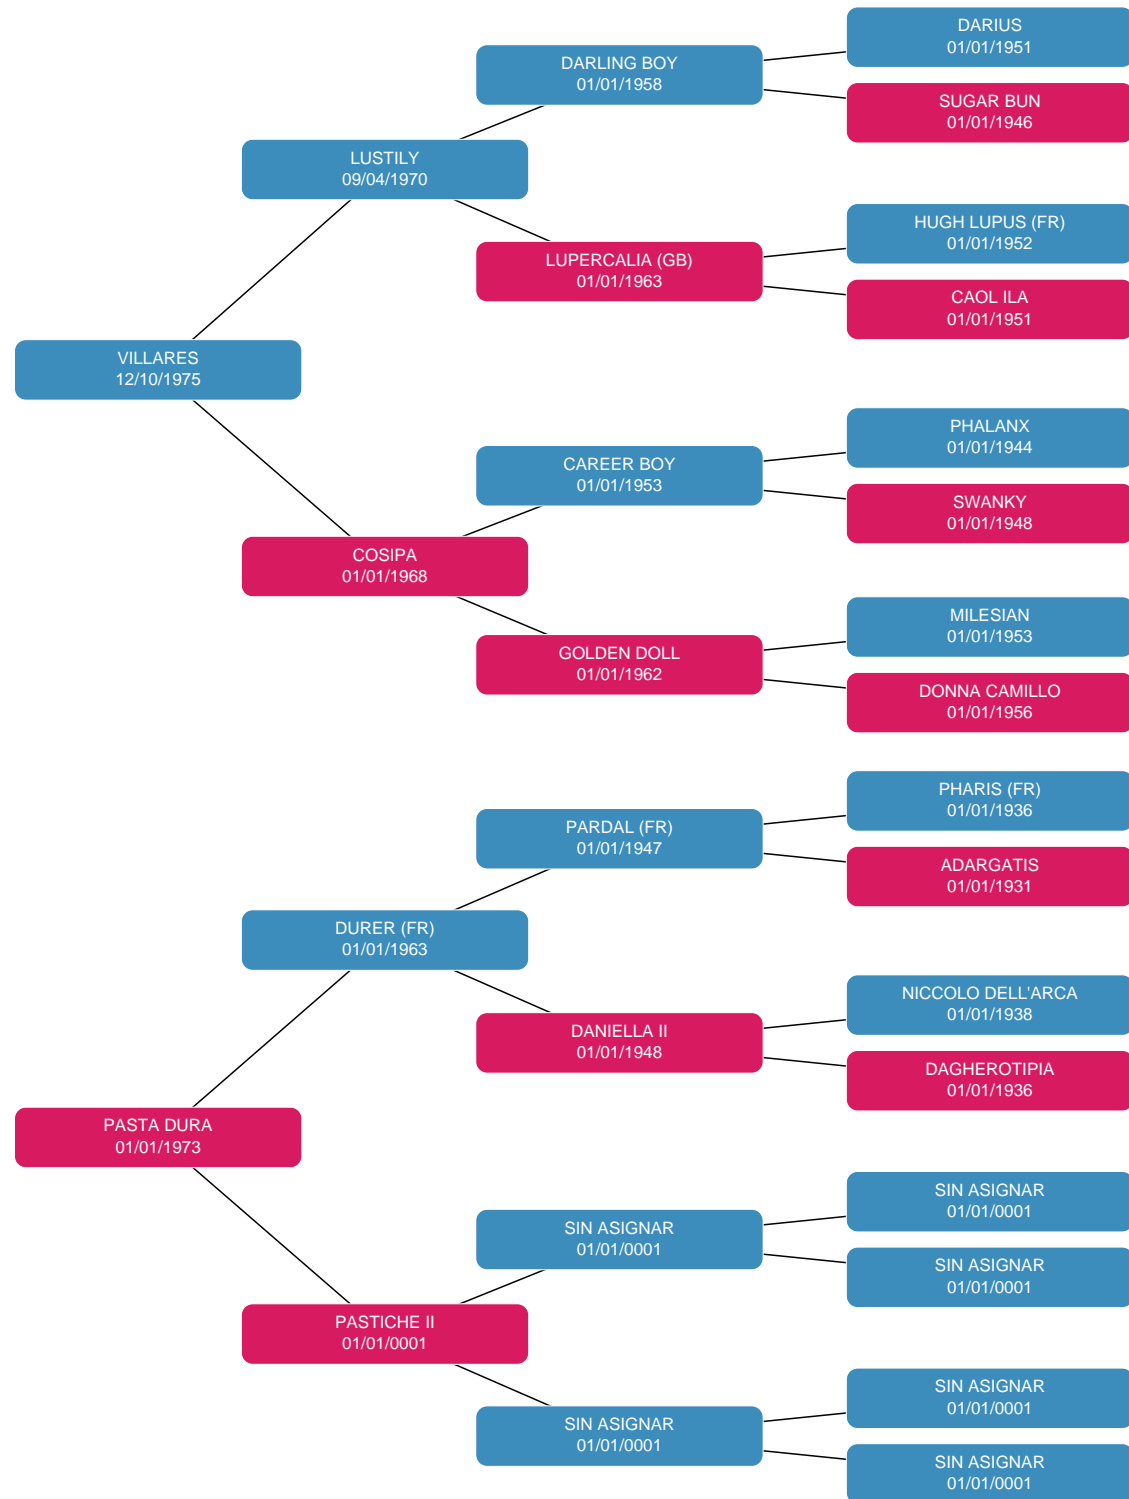 DARIUS
01/01/1951
DARLING BOY
01/01/1958
SUGAR BUN
01/01/1946
LUSTILY
09/04/1970
HUGH LUPUS (FR)
01/01/1952
LUPERCALIA (GB)
01/01/1963
CAOL ILA
01/01/1951
VILLARES
12/10/1975
PHALANX
01/01/1944
CAREER BOY
01/01/1953
SWANKY
01/01/1948
COSIPA
01/01/1968
MILESIAN
01/01/1953
GOLDEN DOLL
01/01/1962
DONNA CAMILLO
01/01/1956
PHARIS (FR)
01/01/1936
PARDAL (FR)
01/01/1947
ADARGATIS
01/01/1931
DURER (FR)
01/01/1963
NICCOLO DELL'ARCA
01/01/1938
DANIELLA II
01/01/1948
DAGHEROTIPIA
01/01/1936
PASTA DURA
01/01/1973
SIN ASIGNAR
01/01/0001
SIN ASIGNAR
01/01/0001
SIN ASIGNAR
01/01/0001
PASTICHE II
01/01/0001
SIN ASIGNAR
01/01/0001
SIN ASIGNAR
01/01/0001
SIN ASIGNAR
01/01/0001